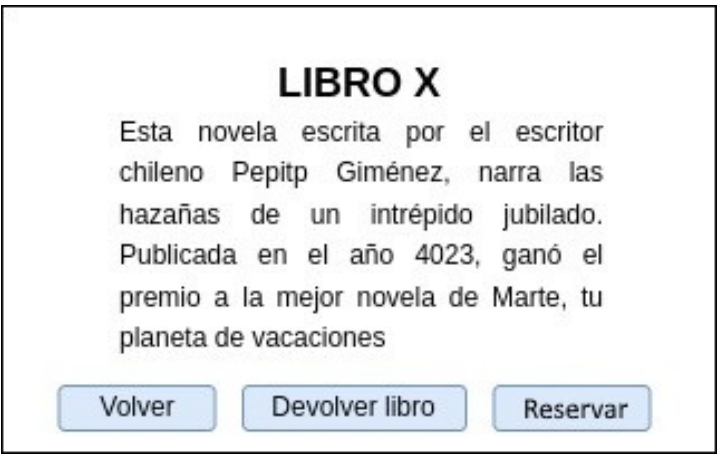 LIBRO X
Esta novela escrita por el escritor
chileno Pepitp Giménez, narra las
hazañas de un intrépido jubilado.
Publicada en el año 4023, ganó el
premio a la mejor novela de Marte, tu
planeta de vacaciones
Volver Devolver libro Reservar